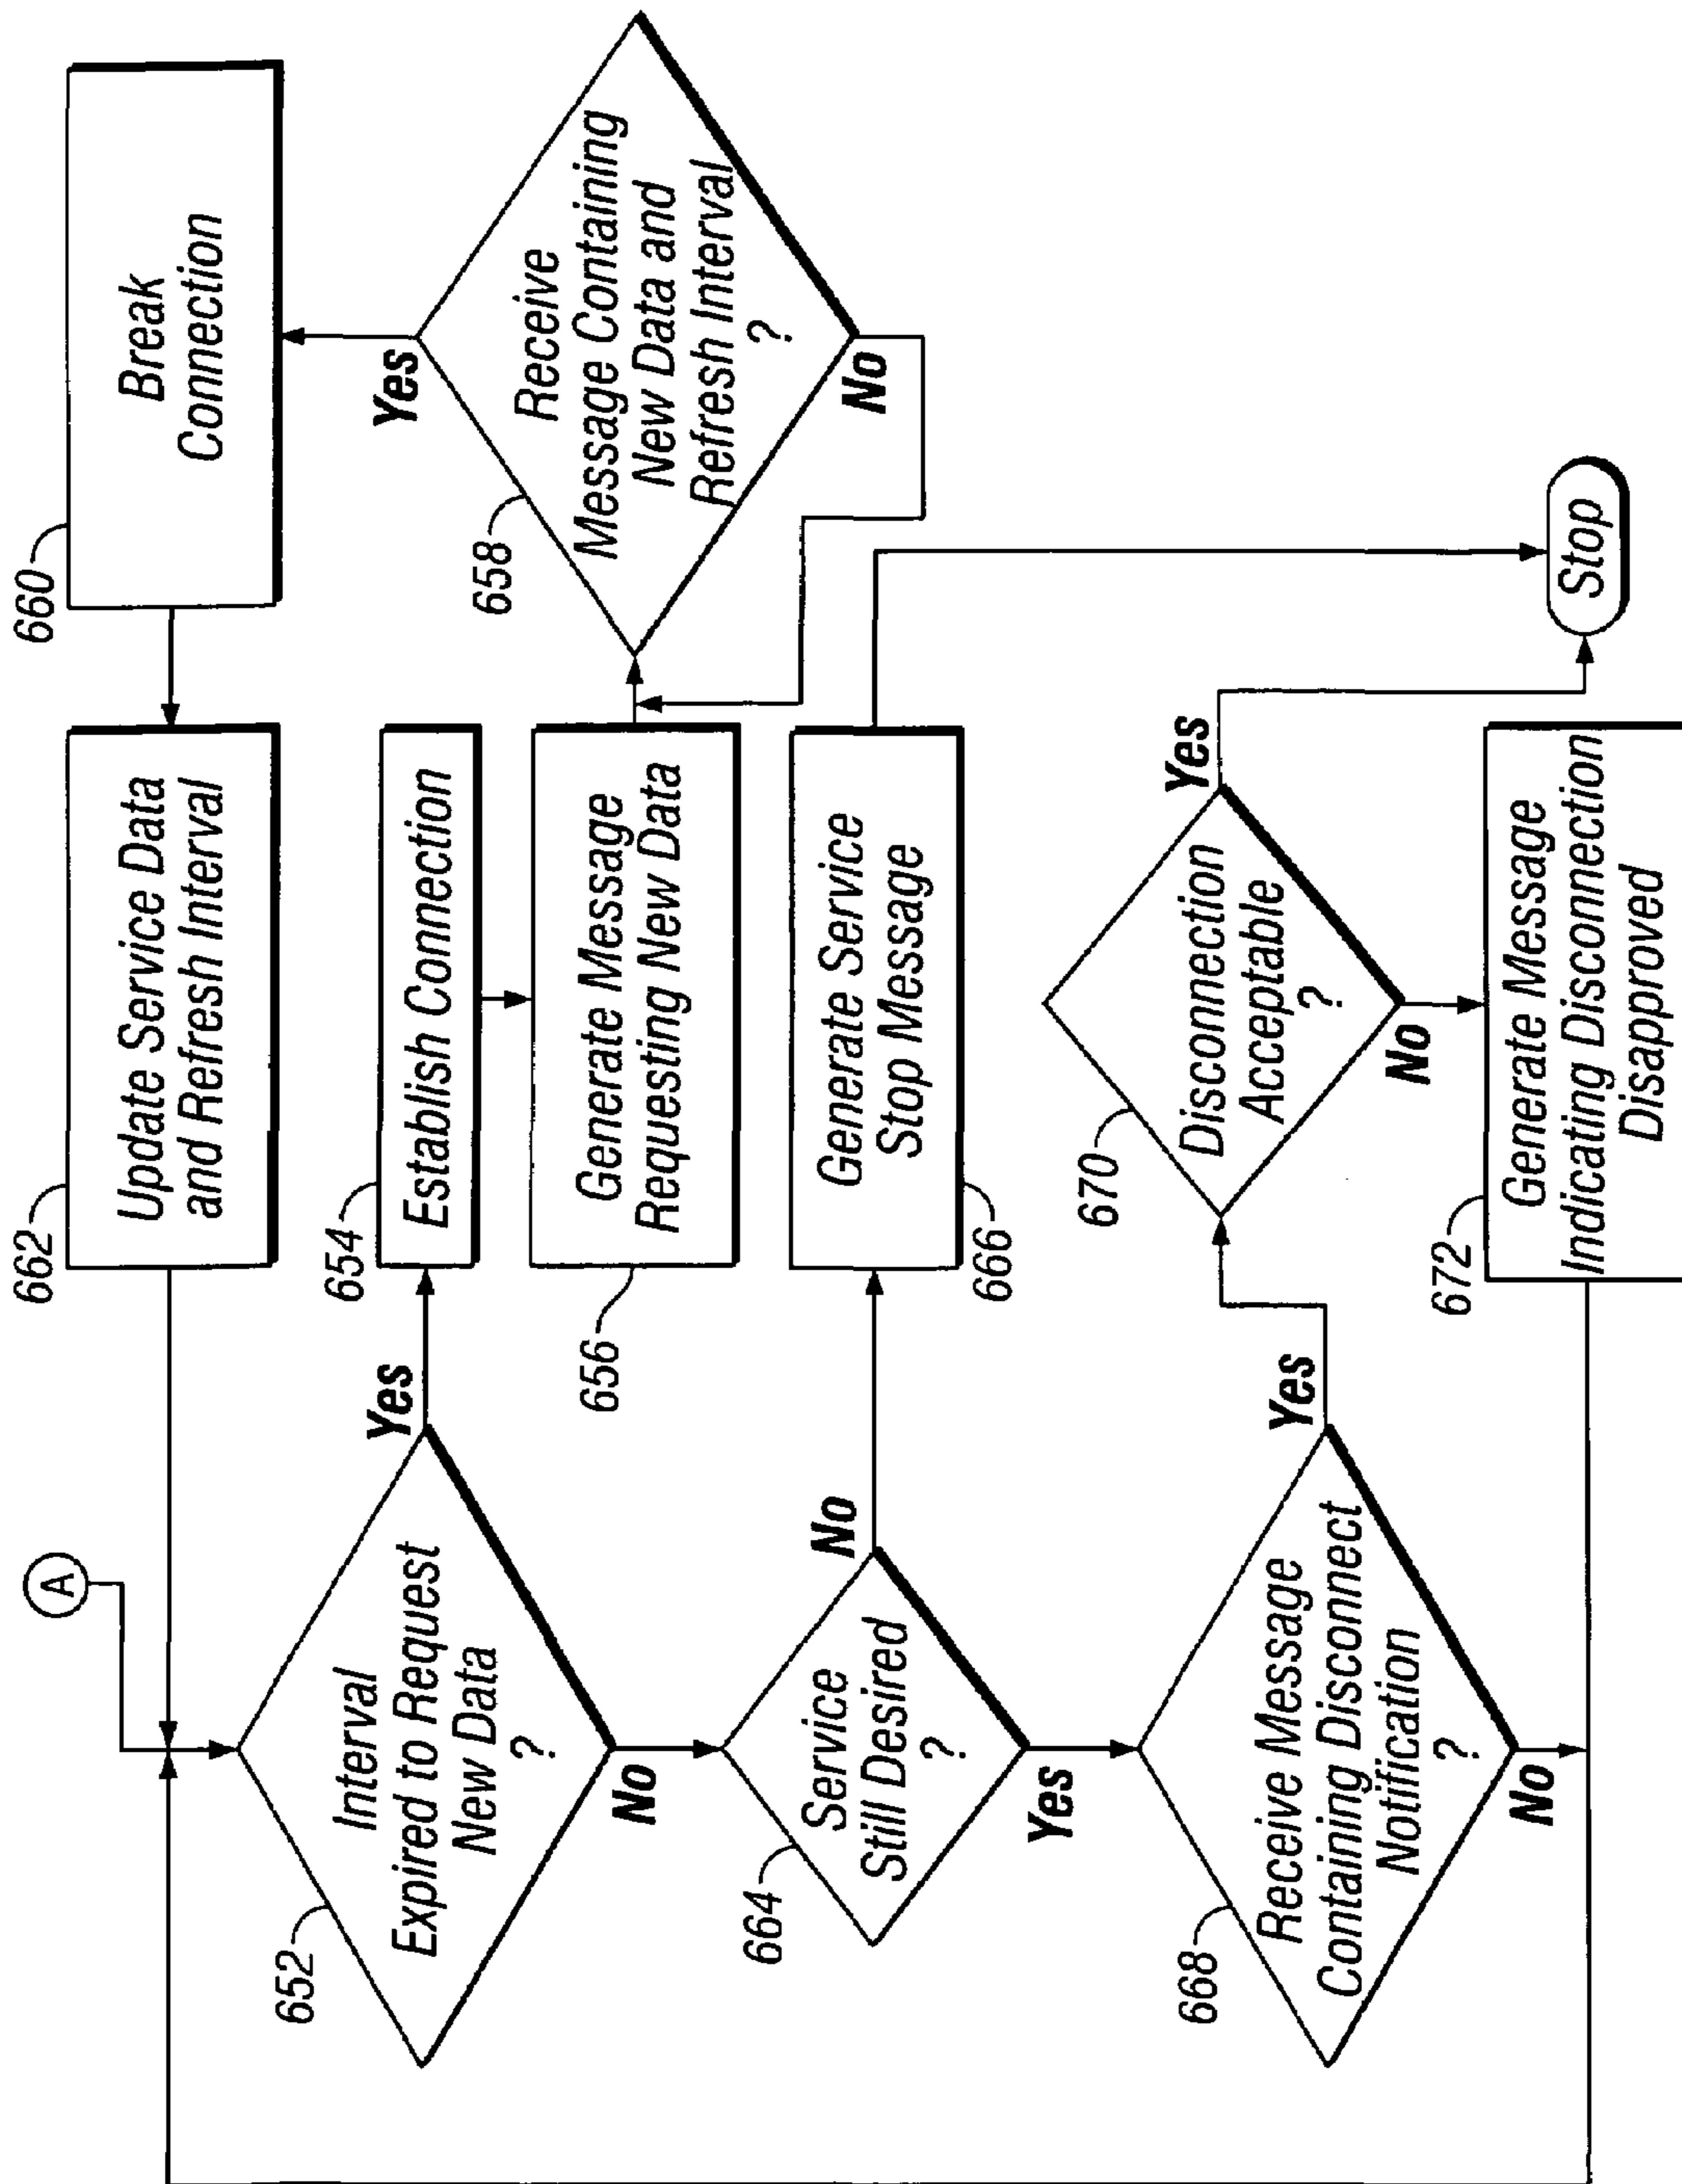 A
652
Interval
Expired to Request
New Data
?
Yes
No
654
Establish Connection
656
Generate Message
Requesting New Data
658
Receive
Message Containing
New Data and
Refresh Interval
?
Yes
No
660
Break
Connection
662
Update Service Data
and Refresh Interval
664
Service
Still Desired
?
No
Yes
666
Generate Service
Stop Message
668
Receive Message
Containing Disconnect
Notification
?
Yes
No
670
Disconnection
Acceptable
?
Yes
No
672
Generate Message
Indicating Disconnection
Disapproved
Stop